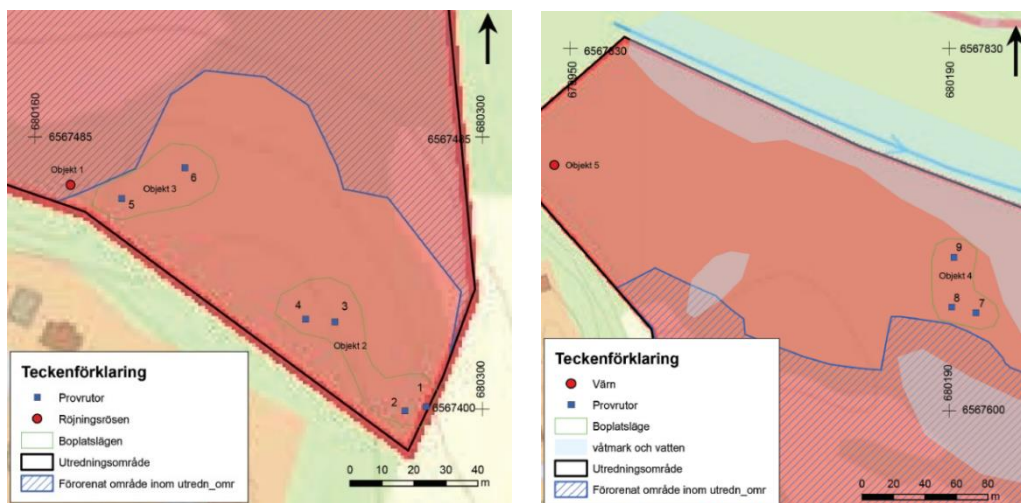 680160
6567485
680300
6567485
Objekt 1
Objekt 3
6
5
4
3
Objekt 2
1
2
680300
6567400
Teckenförklaring
Provrutor
Röjningsrösen
Boplatslägen
Utredningsområde
Förorenat område inom utredn_omr
0 10 20 30 40
m
6567830
679950
6567830
680190
Objekt 5
9
Objekt 4
8
7
680190
6567600
Teckenförklaring
Värn
Provrutor
Boplatsläge
våtmark och vatten
Utredningsområde
Förorenat område inom utredn_omr
0 20 40 60 80
m